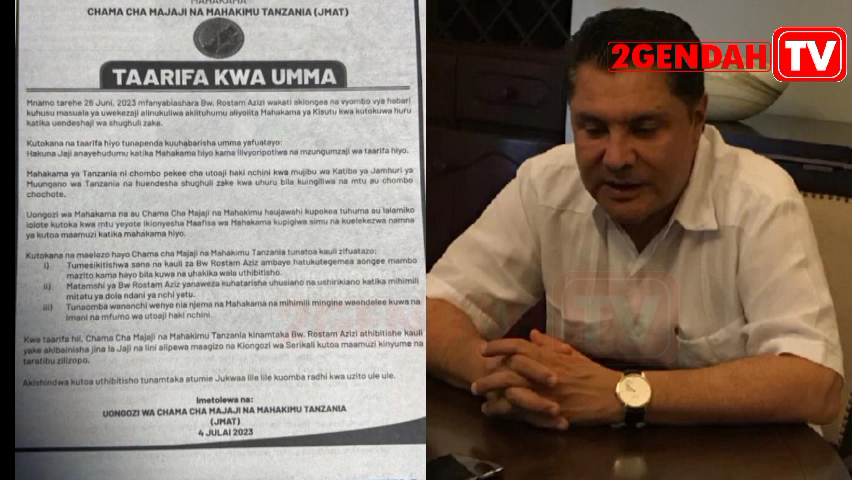 MAHAKAMA
CHAMA CHA MAJAJI NA MAHAKIMU TANZANIA (JMAT)
TAARIFA KWA UMMA
Mnamo tarehe 26 Juni, 2023 mfanyabiashara Bw. Rostam Azizi wakati akiongea na vyombo vya habari
kuhusu masuala ya uwekezaji alinukuliwa akiituhumu aliyoiita Mahakama ya Kisutu kwa kutokuwa huru
katika uendeshaji wa shughuli zake.
Kutokana na taarifa hiyo tunapenda kuuhabarisha umma yafuatayo:
Hakuna Jaji anayehudumu katika Mahakama hiyo kama ilivyoripotiwa na mzungumzaji wa taarifa hiyo.
Mahakama ya Tanzania ni chombo pekee cha utoaji haki nchini kwa mujibu wa Katiba ya Jamhuri ya
Muungano wa Tanzania na huendesha shughuli zake kwa uhuru bila kuingiliwa na mtu au chombo
chochote.
Uongozi wa Mahakama na au Chama Cha Majaji na Mahakimu haujawahi kupokea tuhuma au lalamiko
lolote kutoka kwa mtu yeyote ikionyesha Maafisa wa Mahakama kupigiwa simu na kuelekezwa namna
ya kutoa maamuzi katika mahakama hiyo.
Kutokana na maelezo hayo Chama cha Majaji na Mahakimu Tanzania tunatoa kauli zifuatazo:
i) Tumesikitishwa sana na kauli za Bw Rostam Aziz ambaye hatukutegemea aongee mambo
mazito kama hayo bila kuwa na uhakika wala uthibitisho.
ii) Matamshi ya Bw Rostam Aziz yanaweza kuhatarisha uhusiano na ushirikiano katika mihimili
mitatu ya dola ndani ya nchi yetu.
iii) Tunaomba wananchi wenye nia njema na Mahakama na mihimili mingine waendelee kuwa na
imani na mfumo wa utoaji haki nchini.
Kwa taarifa hii, Chama Cha Majaji na Mahakimu Tanzania kinamtaka Bw. Rostam Azizi athibitishe kauli
yake akibainisha jina la Jaji na lini alipewa maagizo na Kiongozi wa Serikali kutoa maamuzi kinyume na
taratibu zilizopo.
Akishindwa kutoa uthibitisho tunamtaka atumie Jukwaa lile lile kuomba radhi kwa uzito ule ule.
Imetolewa na:
UONGOZI WA CHAMA CHA MAJAJI NA MAHAKIMU TANZANIA
(JMAT)
4 JULAI 2023
2GENDAH TV
2GENDAH TV